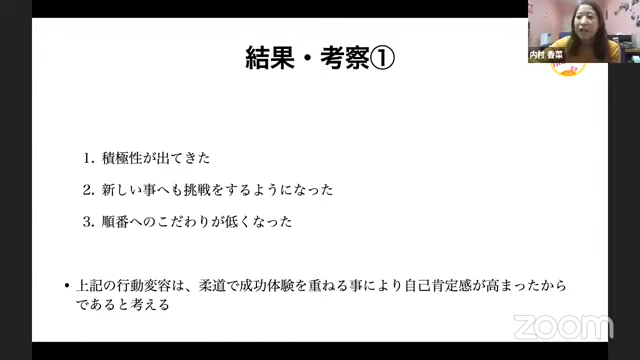 結果・考察①
内村 香菜
1. 積極性が出てきた
2. 新しい事へも挑戦をするようになった
3. 順番へのこだわりが低くなった
• 上記の行動変容は、柔道で成功体験を重ねる事により自己肯定感が高まったから
であると考える
zoom